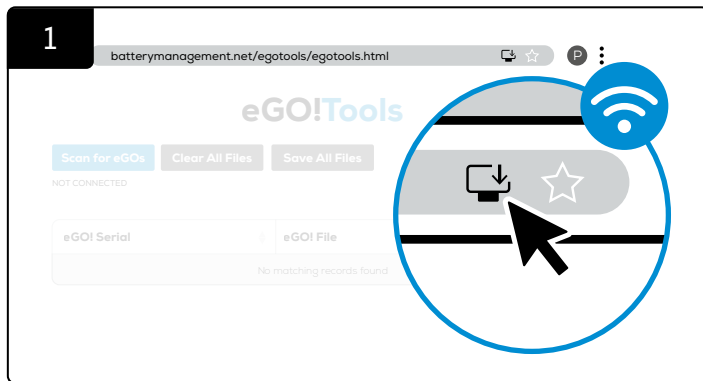 1
batterymanagement.net/egotools/egotools.html
P
eGO!Tools
Scan for eGOs Clear All Files Save All Files
NOT CONNECTED
eGO! Serial eGO! File
No matching records found